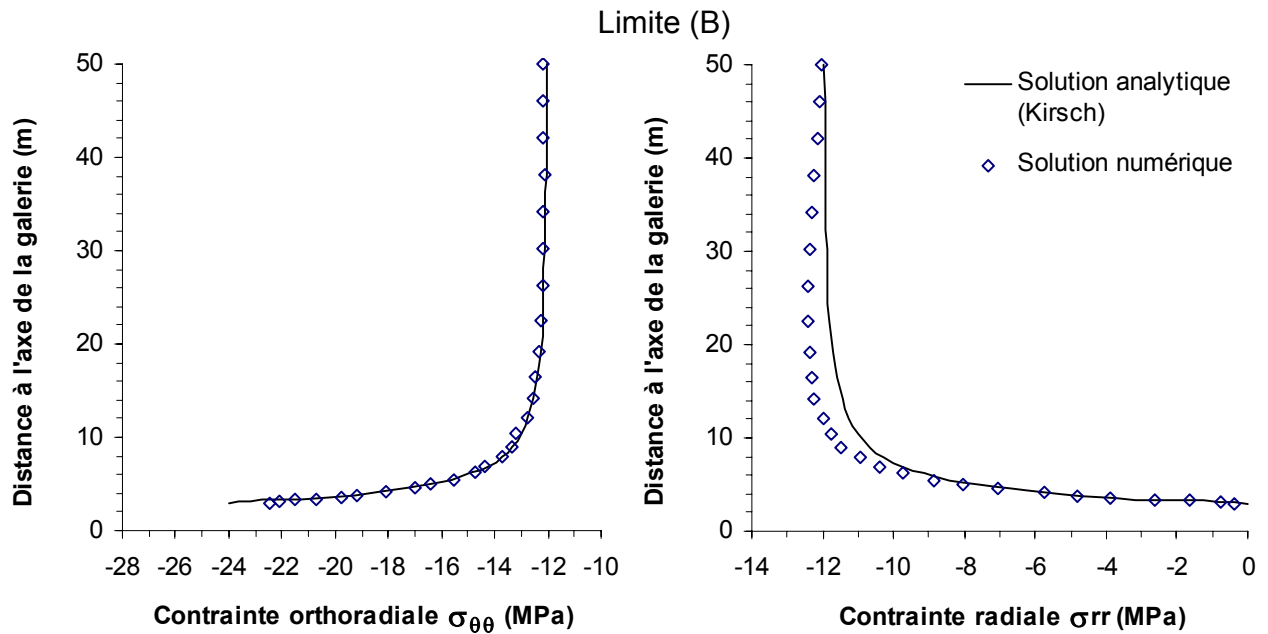 Limite (B)
50
40
30
20
10
0
-28 -26 -24 -22 -20 -18 -16 -14 -12 -10
Distance à l'axe de la galerie (m)
Contrainte orthoradiale σθθ (MPa)
50
40
30
20
10
0
-14 -12 -10 -8 -6 -4 -2 0
Distance à l'axe de la galerie (m)
Contrainte radiale σrr (MPa)
Solution analytique
(Kirsch)
Solution numérique